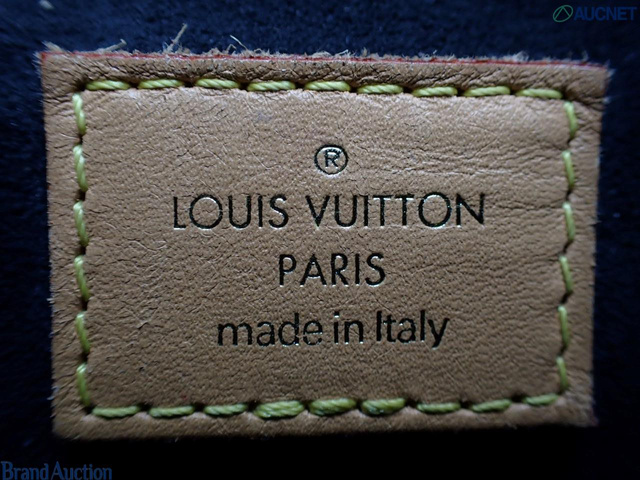 AUCNET
®
LOUIS VUITTON
PARIS
made in Italy
Brand Auction